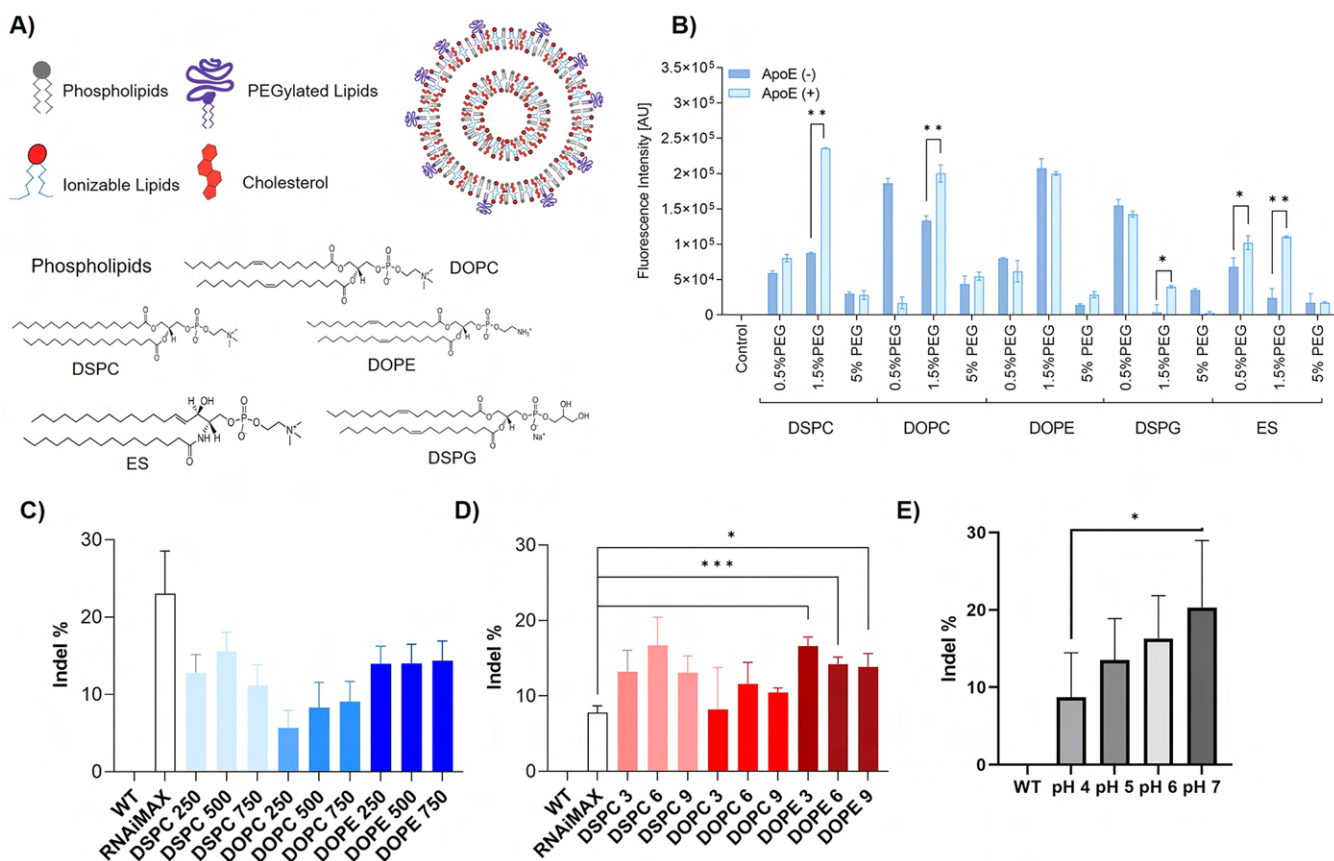 A)
Phospholipids
PEGylated Lipids
Ionizable Lipids
Cholesterol
Phospholipids
DOPC
DSPC
DOPE
ES
DSPG
B)
3.5×10⁵
3×10⁵
2.5×10⁵
2×10⁵
1.5×10⁵
1×10⁵
5×10⁴
0
Fluorescence Intensity [AU]
ApoE (-)
ApoE (+)
* *
* *
*
*
* *
Control
0.5%PEG
1.5%PEG
5% PEG
0.5%PEG
1.5%PEG
5% PEG
0.5%PEG
1.5%PEG
5% PEG
0.5%PEG
1.5%PEG
5% PEG
0.5%PEG
1.5%PEG
5% PEG
DSPC
DOPC
DOPE
DSPG
ES
C)
Indel %
30
20
10
0
WT
RNAiMAX
DSPC 250
DSPC 500
DSPC 750
DOPC 250
DOPC 500
DOPC 750
DOPE 250
DOPE 500
DOPE 750
D)
Indel %
30
20
10
0
*
* * *
WT
RNAiMAX
DSPC 3
DSPC 6
DSPC 9
DOPC 3
DOPC 6
DOPC 9
DOPE 3
DOPE 6
DOPE 9
E)
Indel %
30
20
10
0
*
WT
pH 4
pH 5
pH 6
pH 7